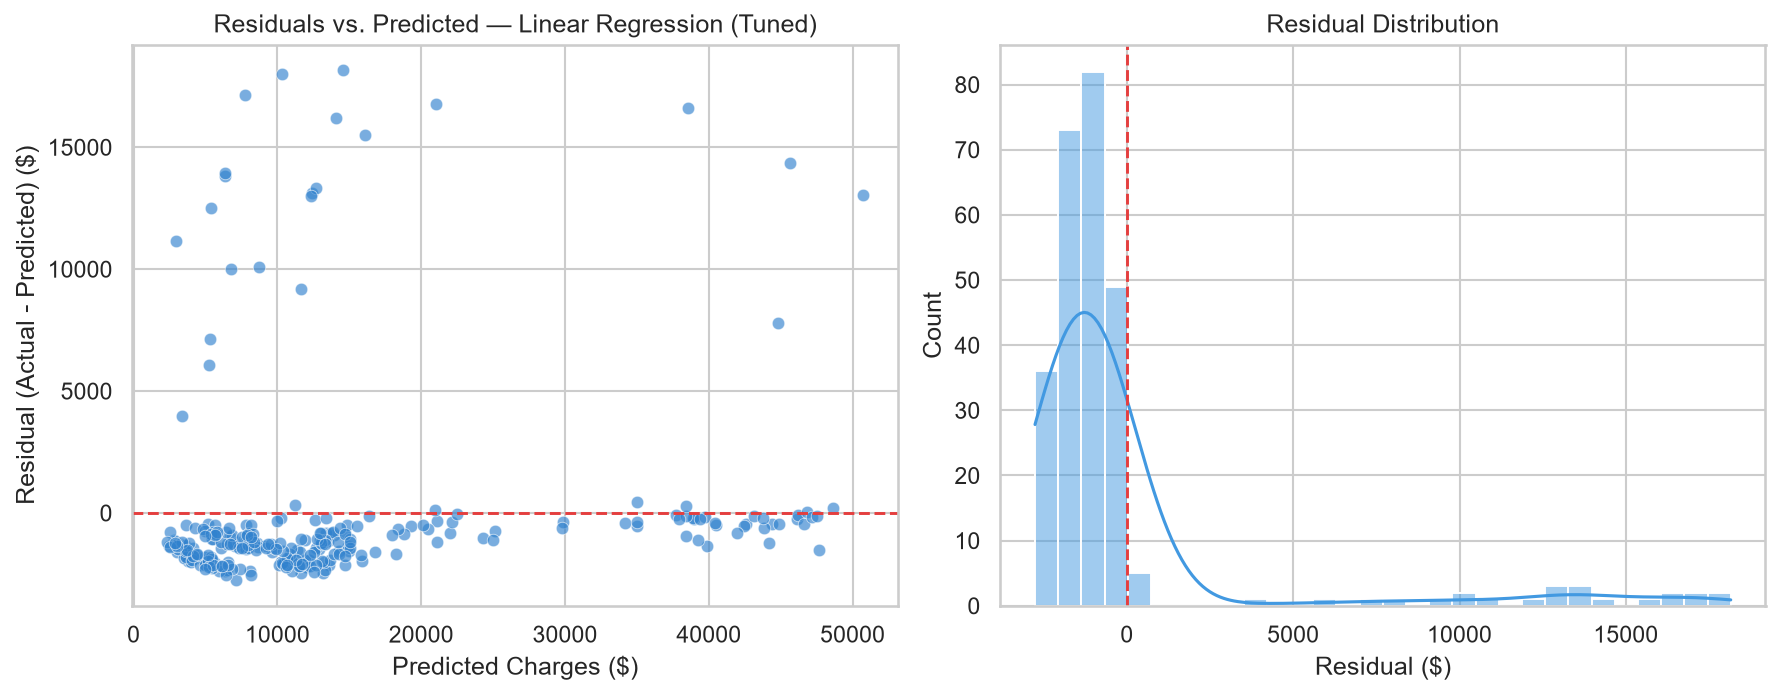 Residuals vs. Predicted — Linear Regression (Tuned)
Residual (Actual - Predicted) ($)
15000
10000
5000
0
0 10000 20000 30000 40000 50000
Predicted Charges ($)
Residual Distribution
Count
80
70
60
50
40
30
20
10
0
0 5000 10000 15000
Residual ($)